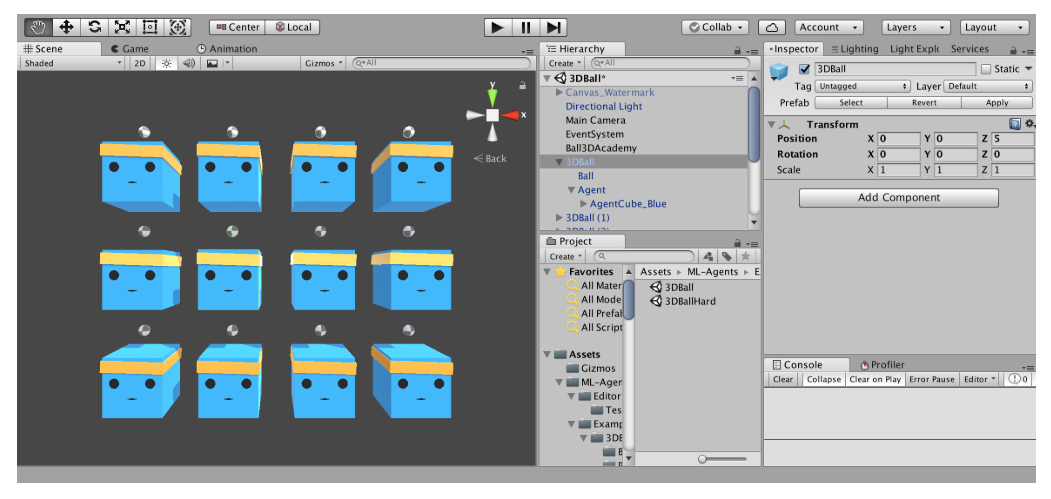 Center Local Collab Account Layers Layout
Scene Game Animation
Shaded 2D Gizmos All
y
x
Back
Hierarchy
Create All
3DBall*
Canvas_Watermark
Directional Light
Main Camera
EventSystem
Ball3DAcademy
3DBall
Ball
Agent
AgentCube_Blue
3DBall (1)
Project
Create
Favorites
All Mater
All Mode
All Prefab
All Script
Assets
Gizmos
ML-Agen
Editor
Tes
Examp
3DB
Assets ML-Agents E
3DBall
3DBallHard
Inspector Lighting Light Explo Services
3DBall Static
Tag Untagged Layer Default
Prefab Select Revert Apply
Transform
Position X 0 Y 0 Z 5
Rotation X 0 Y 0 Z 0
Scale X 1 Y 1 Z 1
Add Component
Console Profiler
Clear Collapse Clear on Play Error Pause Editor 0